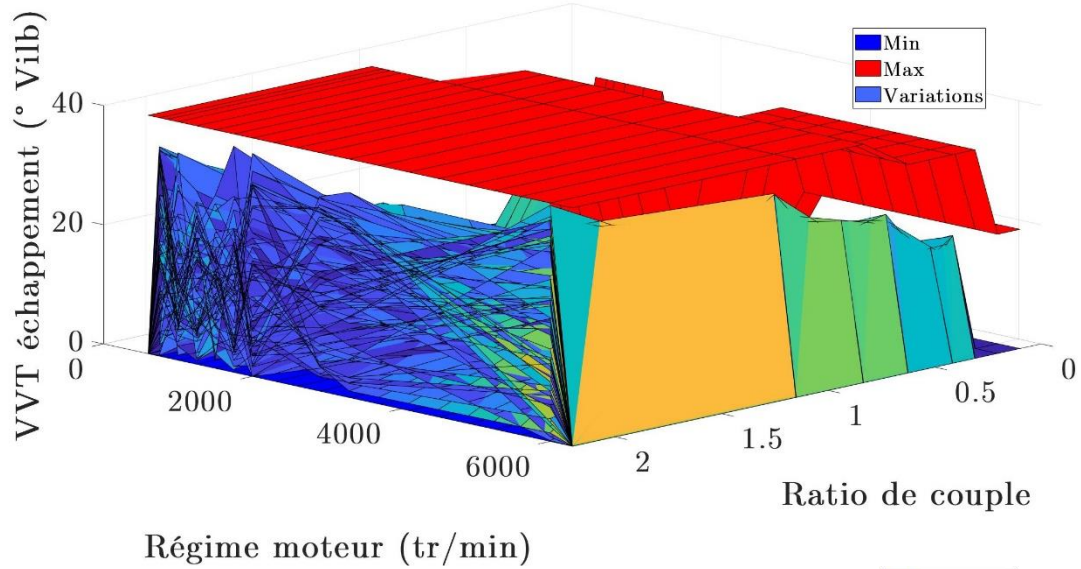 Min
Max
Variations
VVT échappement (° Vilb)
40
20
0
0
2000
4000
6000
2
1.5
1
0.5
0
Ratio de couple
Régime moteur (tr/min)